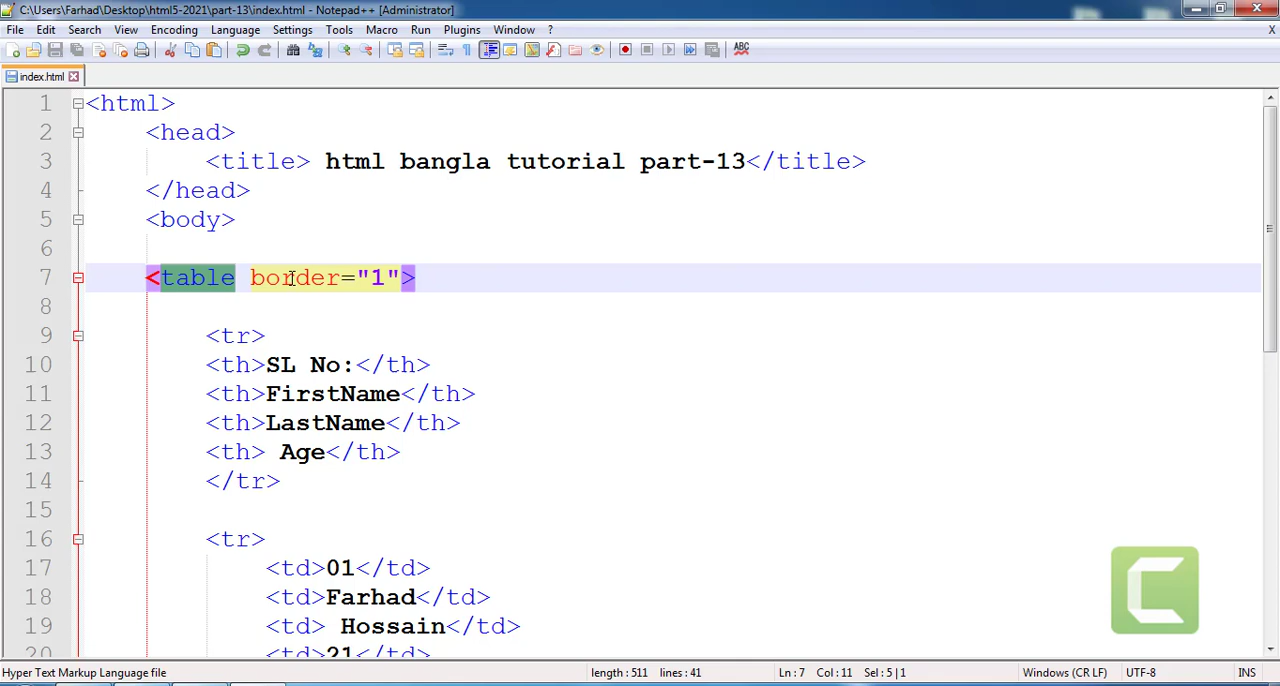 C:\Users\Farhad\Desktop\html5-2021\part-13\index.html - Notepad++ [Administrator]
File Edit Search View Encoding Language Settings Tools Macro Run Plugins Window ? X
ABC
index.html
1 <html>
2 <head>
3 <title> html bangla tutorial part-13</title>
4 </head>
5 <body>
6
7 <table border="1">
8
9 <tr>
10 <th>SL No:</th>
11 <th>FirstName</th>
12 <th>LastName</th>
13 <th> Age</th>
14 </tr>
15
16 <tr>
17 <td>01</td>
18 <td>Farhad</td>
19 <td> Hossain</td>
20 <td>21</td>
Hyper Text Markup Language file length : 511 lines : 41 Ln : 7 Col : 11 Sel : 5 | 1 Windows (CR LF) UTF-8 INS